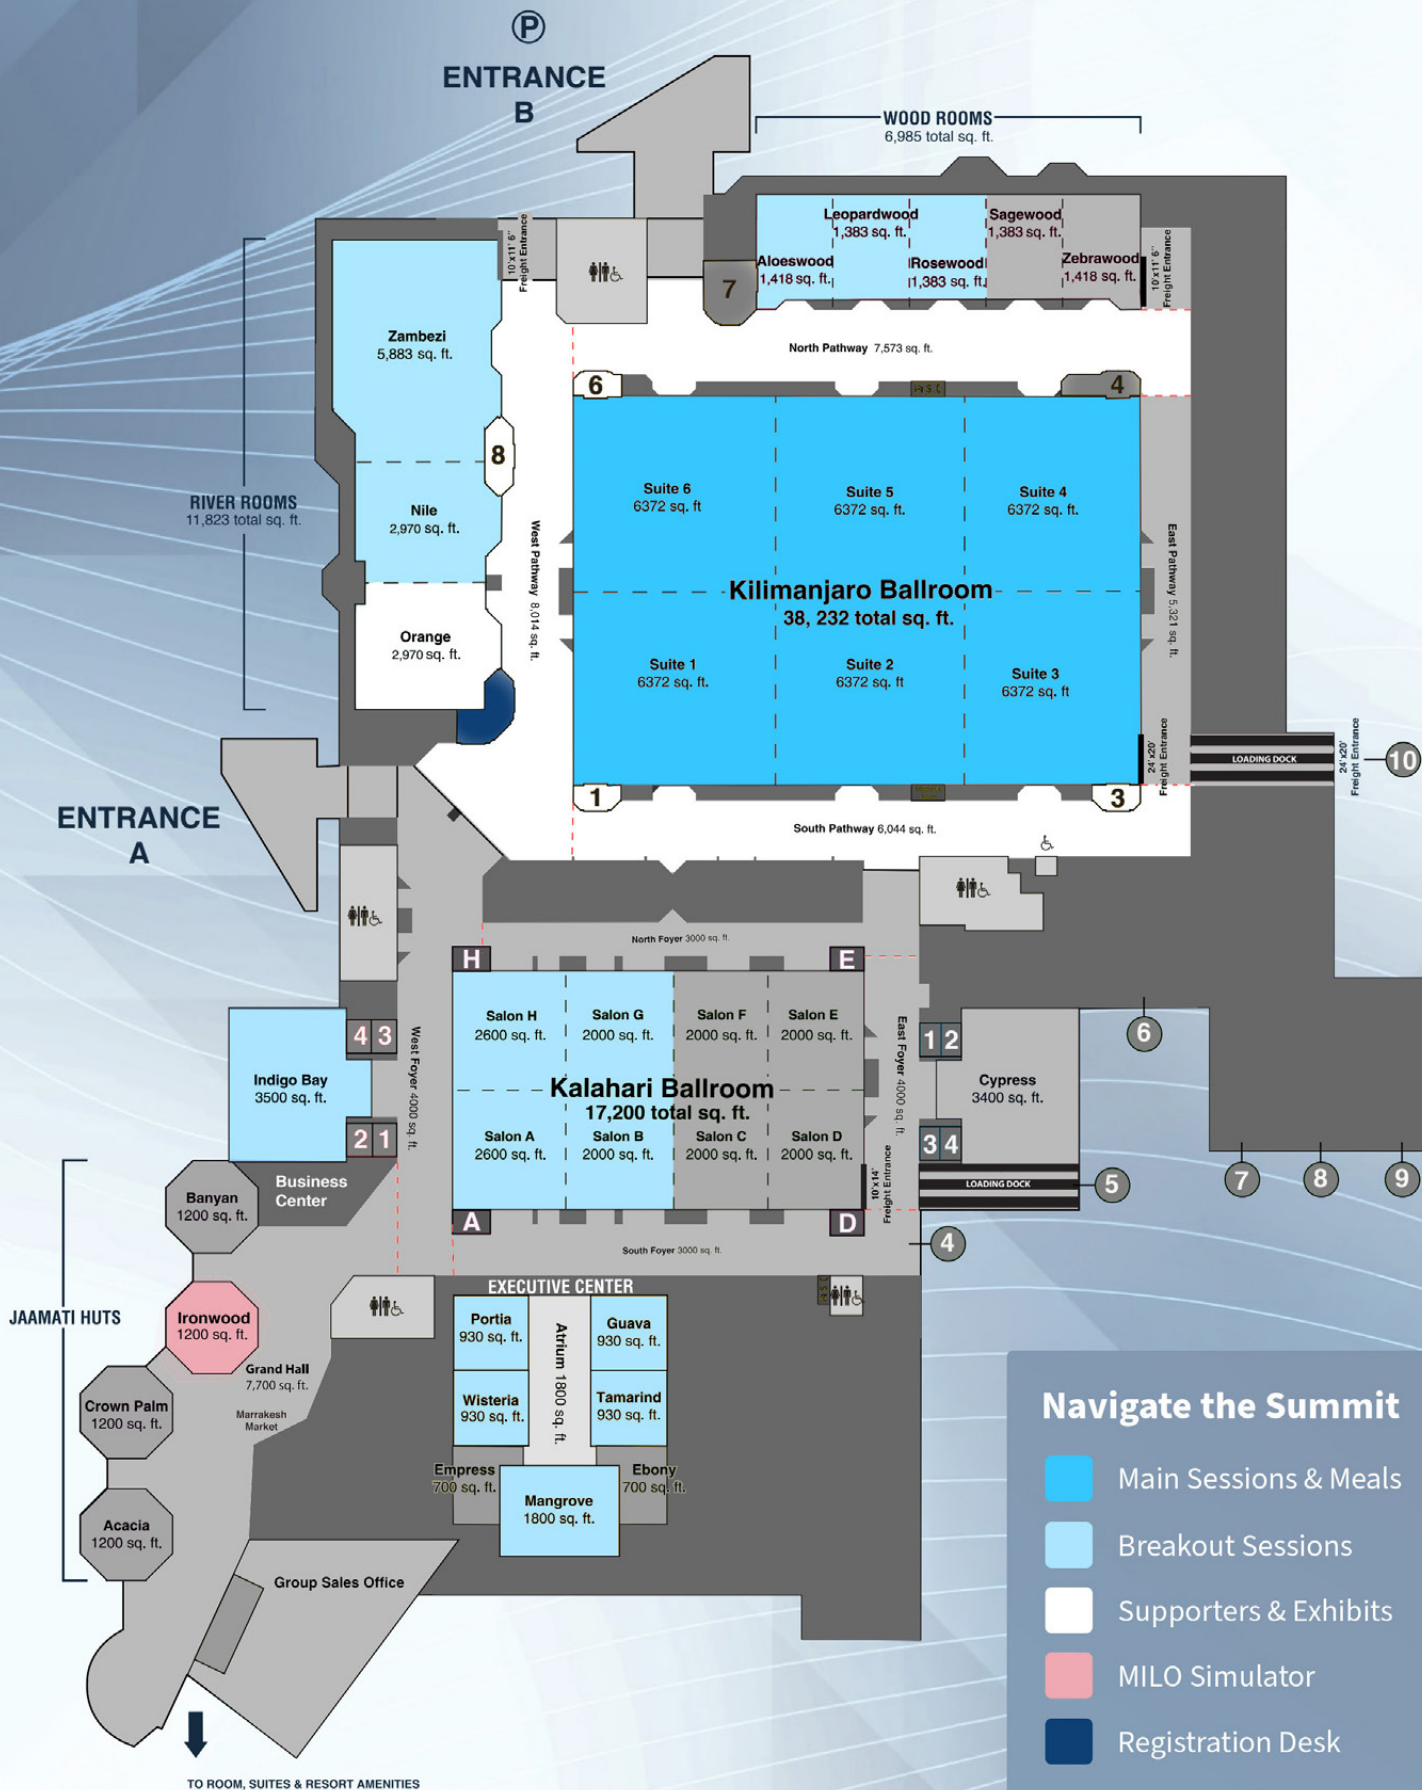 P
ENTRANCE
B
WOOD ROOMS
6,985 total sq. ft.
10'x11' 6"
Freight Entrance
Leopardwood
1,383 sq. ft.
Sagewood
1,383 sq. ft.
Aloeswood
1,418 sq. ft.
Rosewood
1,383 sq. ft.
Zebrawood
1,418 sq. ft.
10'x11' 6"
Freight Entrance
7
North Pathway 7,573 sq. ft.
6
4
Zambezi
5,883 sq. ft.
8
RIVER ROOMS
11,823 total sq. ft.
Nile
2,970 sq. ft.
Orange
2,970 sq. ft.
West Pathway 8,014 sq. ft.
Suite 6
6372 sq. ft
Suite 5
6372 sq. ft.
Suite 4
6372 sq. ft.
Kilimanjaro Ballroom
38, 232 total sq. ft.
Suite 1
6372 sq. ft.
Suite 2
6372 sq. ft
Suite 3
6372 sq. ft
East Pathway 5,321 sq. ft.
24'x20'
Freight Entrance
LOADING DOCK
24'x20'
Freight Entrance
10
1
3
South Pathway 6,044 sq. ft.
ENTRANCE
A
North Foyer 3000 sq. ft.
H
E
Salon H
2600 sq. ft.
Salon G
2000 sq. ft.
Salon F
2000 sq. ft.
Salon E
2000 sq. ft.
Kalahari Ballroom
17,200 total sq. ft.
Salon A
2600 sq. ft.
Salon B
2000 sq. ft.
Salon C
2000 sq. ft.
Salon D
2000 sq. ft.
4 3
Indigo Bay
3500 sq. ft.
2 1
West Foyer 4000 sq. ft.
East Foyer 4000 sq. ft.
10'x14'
Freight Entrance
1 2
Cypress
3400 sq. ft.
3 4
LOADING DOCK
5
6
7
8
9
4
A
D
South Foyer 3000 sq. ft.
Business
Center
Banyan
1200 sq. ft.
JAAMATI HUTS
Ironwood
1200 sq. ft.
Grand Hall
7,700 sq. ft.
Crown Palm
1200 sq. ft.
Marrakesh
Market
Acacia
1200 sq. ft.
EXECUTIVE CENTER
Portia
930 sq. ft.
Guava
930 sq. ft.
Atrium 1800 sq. ft.
Wisteria
930 sq. ft.
Tamarind
930 sq. ft.
Empress
700 sq. ft.
Ebony
700 sq. ft.
Mangrove
1800 sq. ft.
Group Sales Office
TO ROOM, SUITES & RESORT AMENITIES
Navigate the Summit
Main Sessions & Meals
Breakout Sessions
Supporters & Exhibits
MILO Simulator
Registration Desk